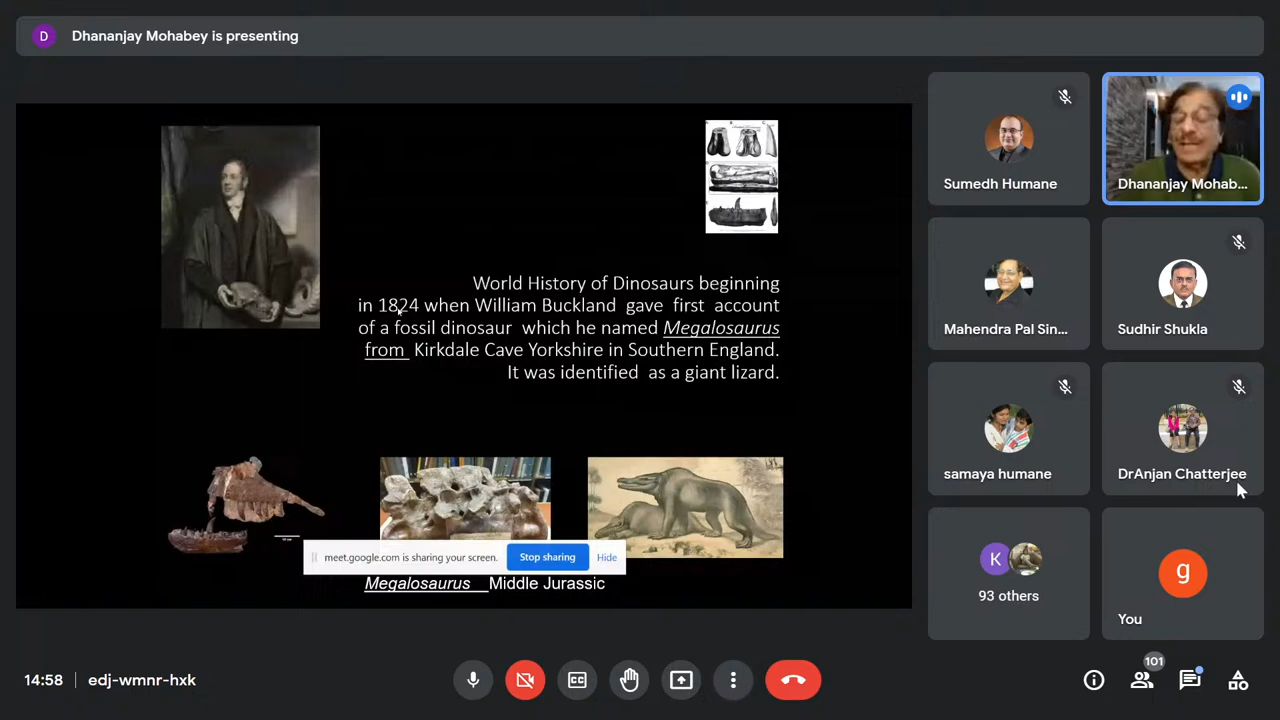 D Dhananjay Mohabey is presenting
World History of Dinosaurs beginning
in 1824 when William Buckland gave first account
of a fossil dinosaur which he named Megalosaurus
from Kirkdale Cave Yorkshire in Southern England.
It was identified as a giant lizard.
meet.google.com is sharing your screen. Stop sharing Hide
Megalosaurus Middle Jurassic
Sumedh Humane
Dhananjay Mohab...
Mahendra Pal Sin...
Sudhir Shukla
samaya humane
DrAnjan Chatterjee
K
93 others
g
You
14:58 edj-wmnr-hxk
101